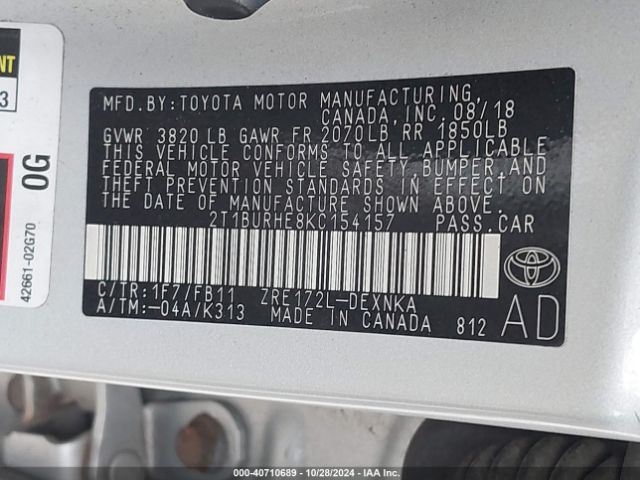 MFD.BY:TOYOTA MOTOR MANUFACTURING,
CANADA, INC. 08/18
GVWR 3820 LB GAWR FR 2070LB RR 1850LB
THIS VEHICLE CONFORMS TO ALL APPLICABLE
FEDERAL MOTOR VEHICLE SAFETY, BUMPER, AND
THEFT PREVENTION STANDARDS IN EFFECT ON
THE DATE OF MANUFACTURE SHOWN ABOVE.
2T1BURHE8KC154157 PASS.CAR
C/TR:1F7/FB11 ZRE172L-DEXNKA
A/TM:-04A/K313 MADE IN CANADA 812
AD
NT
3
0G
42661-02G70
000-40710689 | 10/28/2024 | IAA Inc.